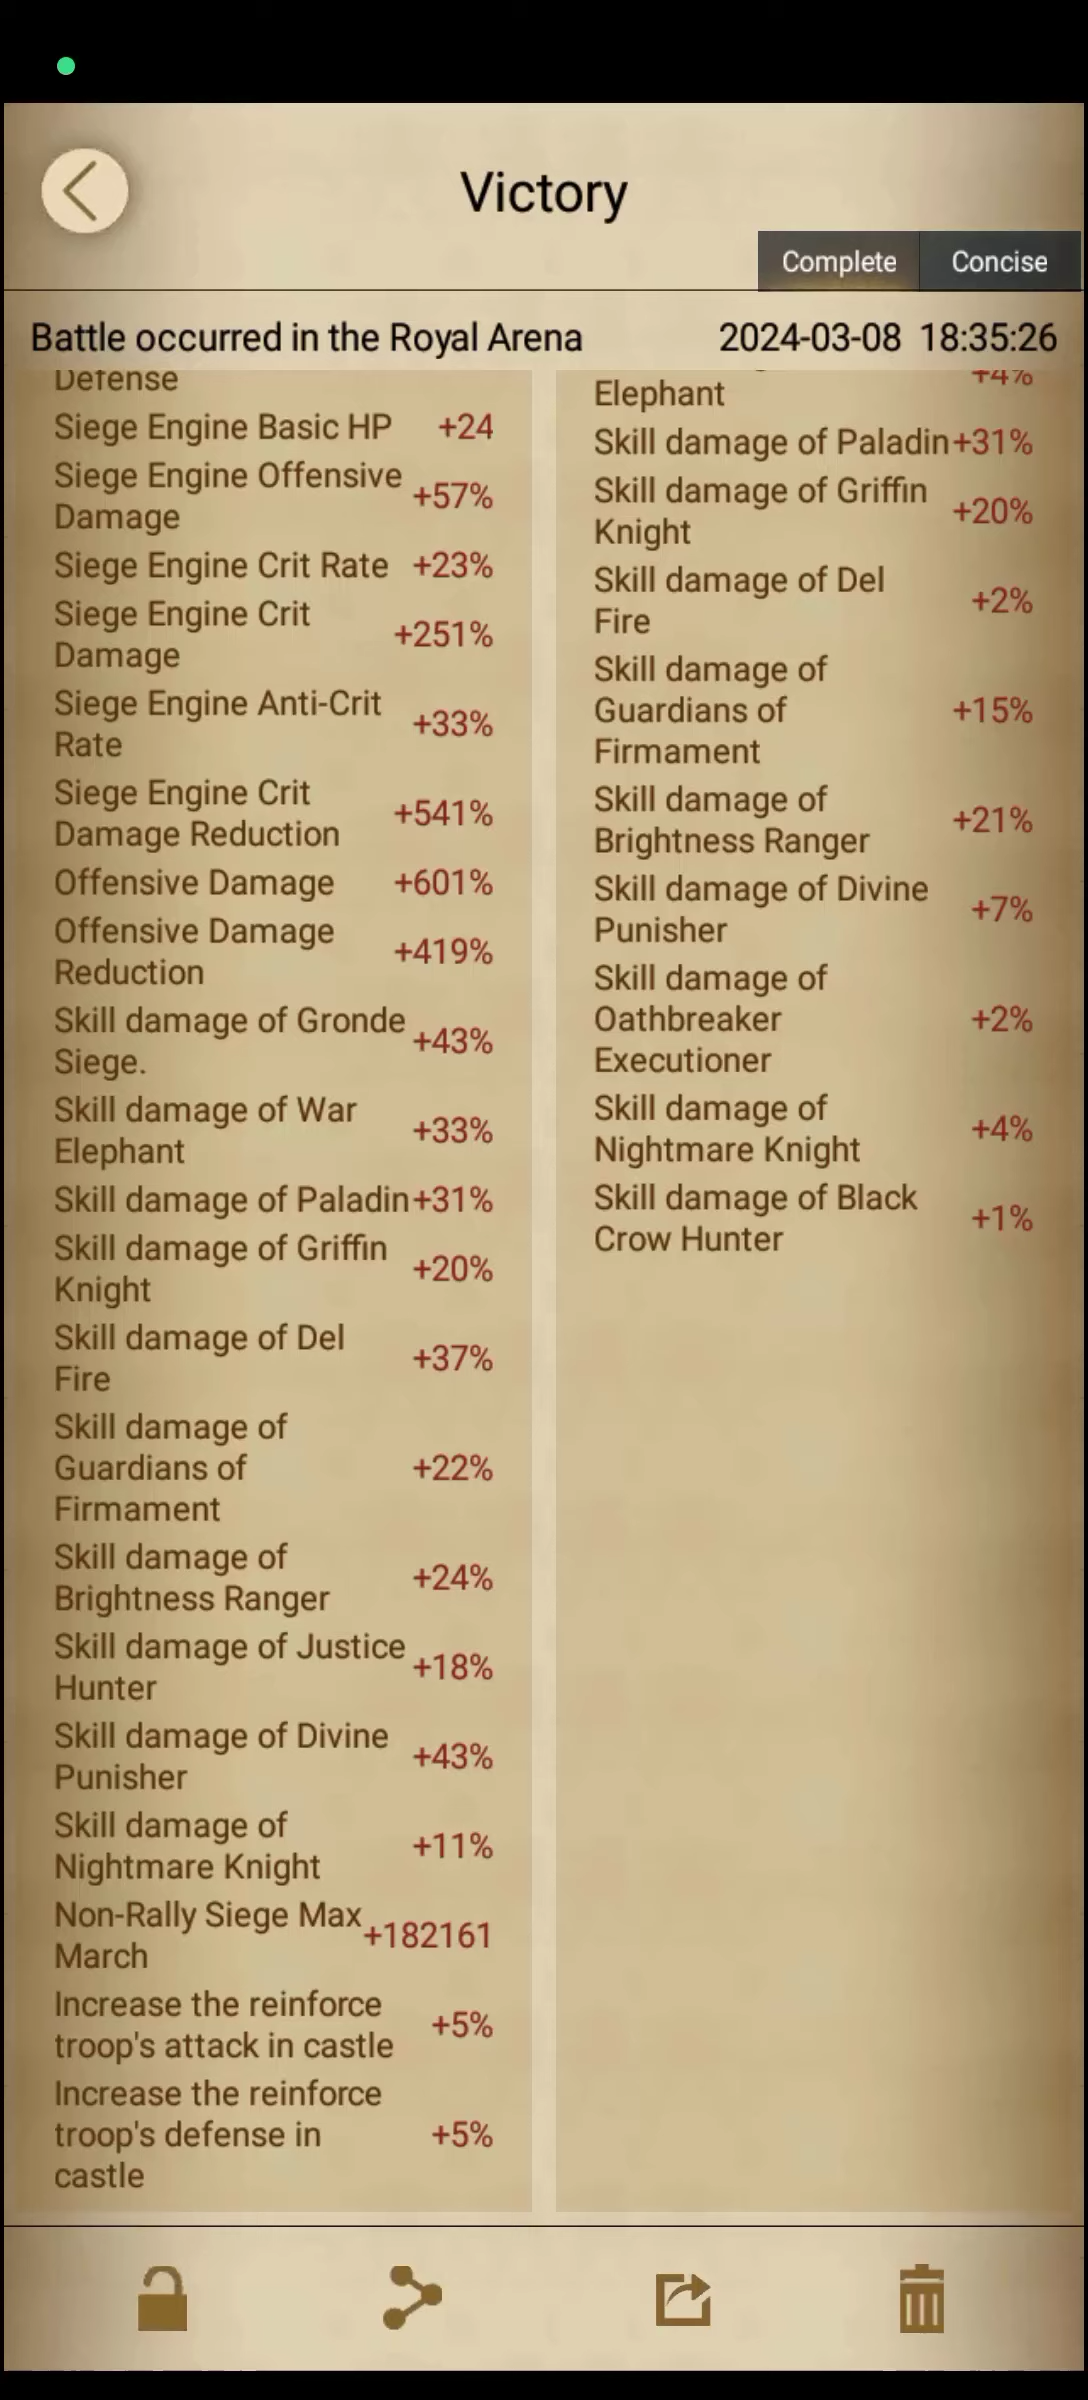 Victory
Complete
Concise
Battle occurred in the Royal Arena
2024-03-08 18:35:26
Defense
Siege Engine Basic HP +24
Siege Engine Offensive
Damage
+57%
Siege Engine Crit Rate +23%
Siege Engine Crit
Damage
+251%
Siege Engine Anti-Crit
Rate
+33%
Siege Engine Crit
Damage Reduction
+541%
Offensive Damage +601%
Offensive Damage
Reduction
+419%
Skill damage of Gronde
Siege.
+43%
Skill damage of War
Elephant
+33%
Skill damage of Paladin+31%
Skill damage of Griffin
Knight
+20%
Skill damage of Del
Fire
+37%
Skill damage of
Guardians of
Firmament
+22%
Skill damage of
Brightness Ranger
+24%
Skill damage of Justice
Hunter
+18%
Skill damage of Divine
Punisher
+43%
Skill damage of
Nightmare Knight
+11%
Non-Rally Siege Max
March
+182161
Increase the reinforce
troop's attack in castle
+5%
Increase the reinforce
troop's defense in
castle
+5%
Elephant
+4%
Skill damage of Paladin+31%
Skill damage of Griffin
Knight
+20%
Skill damage of Del
Fire
+2%
Skill damage of
Guardians of
Firmament
+15%
Skill damage of
Brightness Ranger
+21%
Skill damage of Divine
Punisher
+7%
Skill damage of
Oathbreaker
Executioner
+2%
Skill damage of
Nightmare Knight
+4%
Skill damage of Black
Crow Hunter
+1%